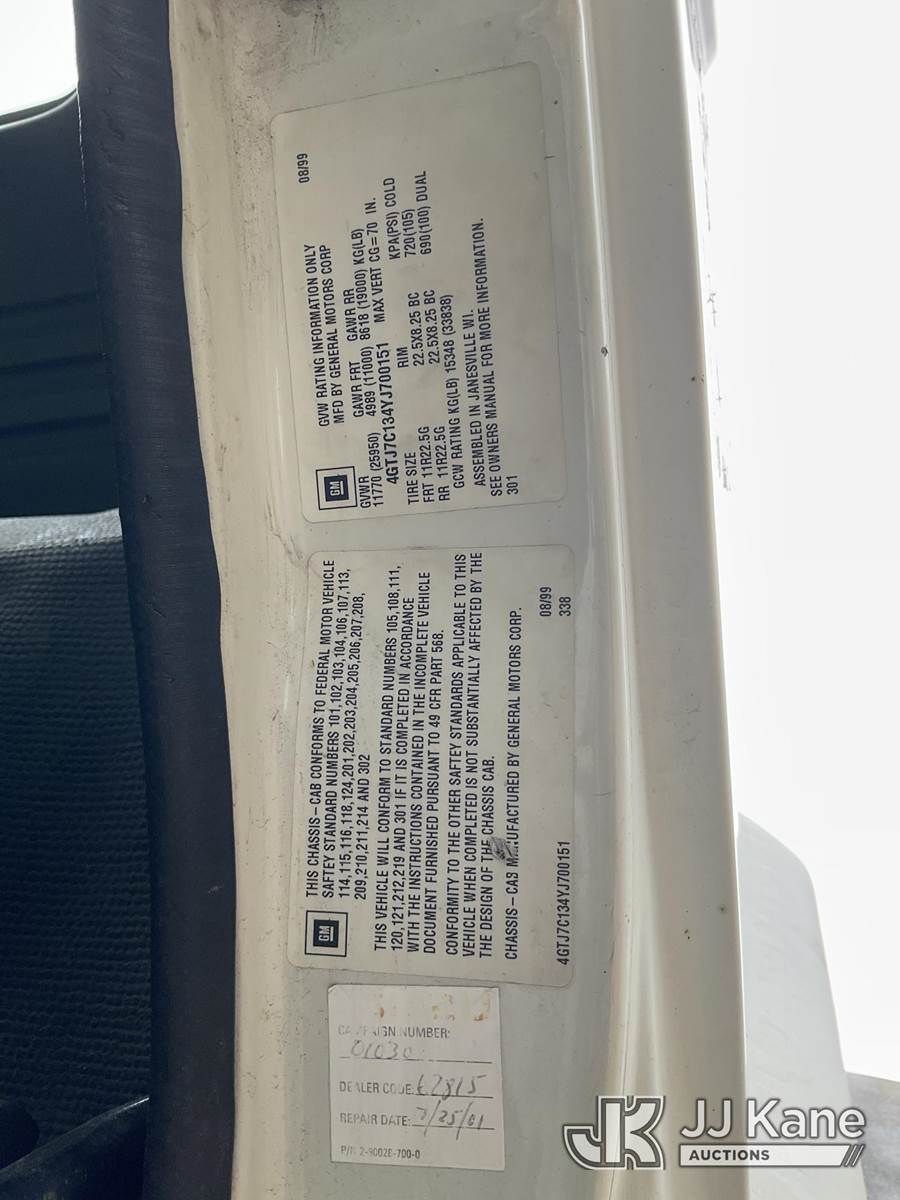 GM
GVW RATING INFORMATION ONLY 08/99
MFD BY GENERAL MOTORS CORP
GVWR GAWR FRT GAWR RR
11770 (25950) 4989 (11000) 8618 (19000) KG(LB)
4GTJ7C134YJ700151 MAX VERT CG=70 IN.
TIRE SIZE RIM KPA(PSI) COLD
FRT 11R22.5G 22.5X8.25 BC 720(105)
RR 11R22.5G 22.5X8.25 BC 690(100) DUAL
GCW RATING KG(LB) 15348 (33838)
ASSEMBLED IN JANESVILLE WI.
SEE OWNERS MANUAL FOR MORE INFORMATION.
301
GM
THIS CHASSIS-CAB CONFORMS TO FEDERAL MOTOR VEHICLE
SAFTEY STANDARD NUMBERS 101,102,103,104,106,107,113,
114,115,116,118,124,201,202,203,204,205,206,207,208,
209,210,211,214 AND 302
THIS VEHICLE WILL CONFORM TO STANDARD NUMBERS 105,108,111,
120,121,212,219 AND 301 IF IT IS COMPLETED IN ACCORDANCE
WITH THE INSTRUCTIONS CONTAINED IN THE INCOMPLETE VEHICLE
DOCUMENT FURNISHED PURSUANT TO 49 CFR PART 568.
CONFORMITY TO THE OTHER SAFTEY STANDARDS APPLICABLE TO THIS
VEHICLE WHEN COMPLETED IS NOT SUBSTANTIALLY AFFECTED BY THE
THE DESIGN OF THE CHASSIS CAB.
CHASSIS-CAB MANUFACTURED BY GENERAL MOTORS CORP.
08/99
4GTJ7C134YJ700151 338
CAMPAIGN NUMBER:
01030
DEALER CODE: 67815
REPAIR DATE: 7/25/01
P/N 2-9002E-700-0
JK JJ Kane
AUCTIONS